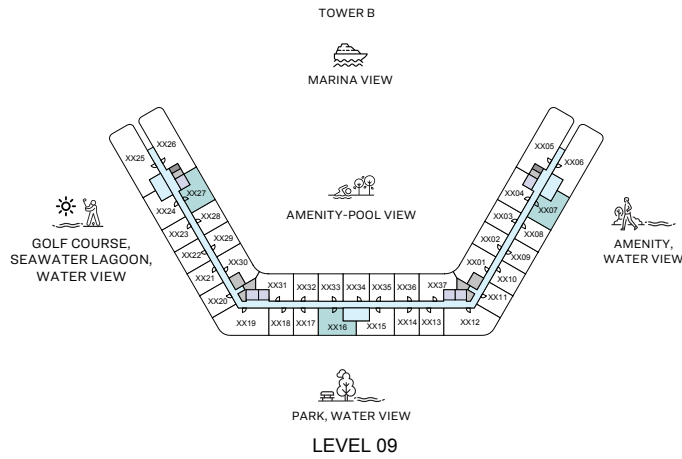 TOWER B
MARINA VIEW
XX26
XX05
XX25
XX06
XX27
XX04
XX07
XX24
XX28
XX03
XX08
XX23
XX29
XX02
XX09
XX22
XX30
XX01
XX10
XX21
XX11
XX20
XX31
XX32
XX33
XX34
XX35
XX36
XX37
XX19
XX18
XX17
XX16
XX15
XX14
XX13
XX12
AMENITY-POOL VIEW
GOLF COURSE,
SEAWATER LAGOON,
WATER VIEW
AMENITY,
WATER VIEW
PARK, WATER VIEW
LEVEL 09